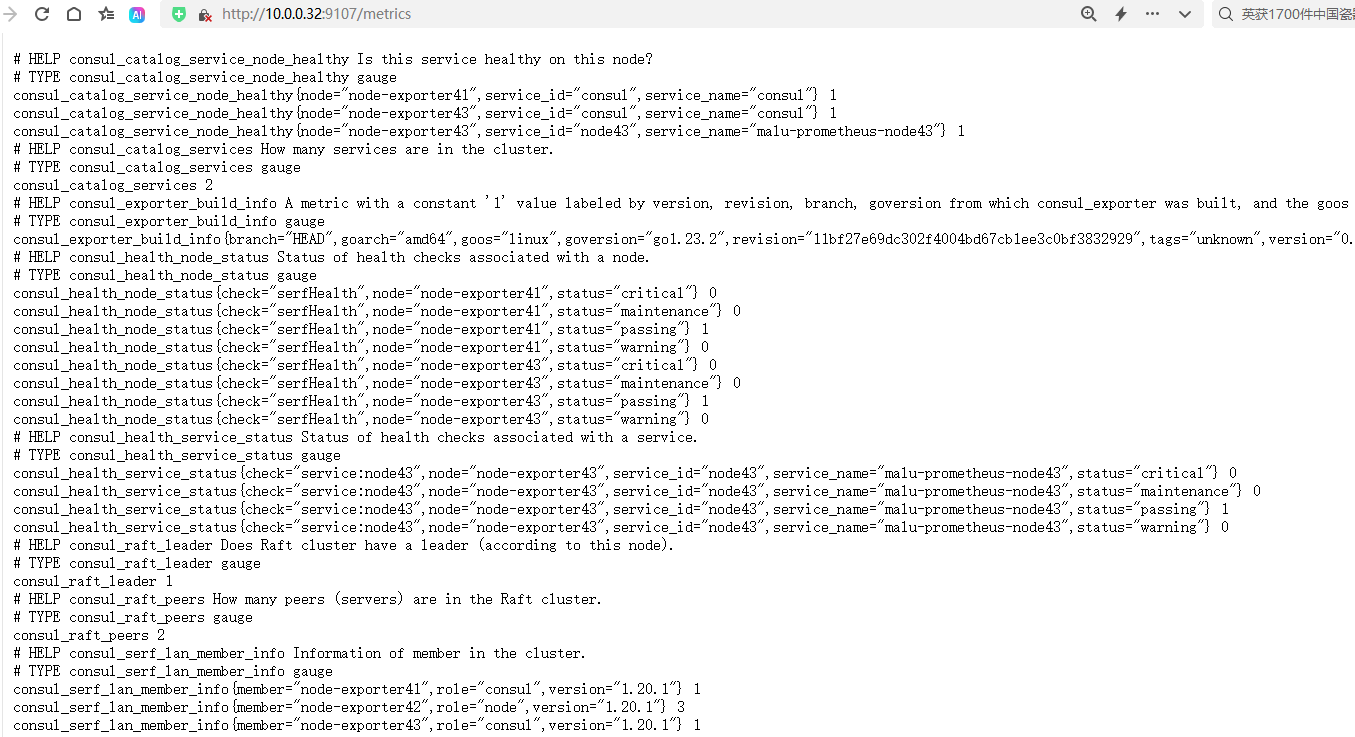 http://10.0.0.32:9107/metrics
英获1700件中国瓷
# HELP consul_catalog_service_node_healthy Is this service healthy on this node?
# TYPE consul_catalog_service_node_healthy gauge
consul_catalog_service_node_healthy{node="node-exporter41",service_id="consul",service_name="consul"} 1
consul_catalog_service_node_healthy{node="node-exporter43",service_id="consul",service_name="consul"} 1
consul_catalog_service_node_healthy{node="node-exporter43",service_id="node43",service_name="malu-prometheus-node43"} 1
# HELP consul_catalog_services How many services are in the cluster.
# TYPE consul_catalog_services gauge
consul_catalog_services 2
# HELP consul_exporter_build_info A metric with a constant '1' value labeled by version, revision, branch, goversion from which consul_exporter was built, and the goos
# TYPE consul_exporter_build_info gauge
consul_exporter_build_info{branch="HEAD",goarch="amd64",goos="linux",goversion="go1.23.2",revision="11bf27e69dc302f4004bd67cb1ee3c0bf3832929",tags="unknown",version="0.
# HELP consul_health_node_status Status of health checks associated with a node.
# TYPE consul_health_node_status gauge
consul_health_node_status{check="serfHealth",node="node-exporter41",status="critical"} 0
consul_health_node_status{check="serfHealth",node="node-exporter41",status="maintenance"} 0
consul_health_node_status{check="serfHealth",node="node-exporter41",status="passing"} 1
consul_health_node_status{check="serfHealth",node="node-exporter41",status="warning"} 0
consul_health_node_status{check="serfHealth",node="node-exporter43",status="critical"} 0
consul_health_node_status{check="serfHealth",node="node-exporter43",status="maintenance"} 0
consul_health_node_status{check="serfHealth",node="node-exporter43",status="passing"} 1
consul_health_node_status{check="serfHealth",node="node-exporter43",status="warning"} 0
# HELP consul_health_service_status Status of health checks associated with a service.
# TYPE consul_health_service_status gauge
consul_health_service_status{check="service:node43",node="node-exporter43",service_id="node43",service_name="malu-prometheus-node43",status="critical"} 0
consul_health_service_status{check="service:node43",node="node-exporter43",service_id="node43",service_name="malu-prometheus-node43",status="maintenance"} 0
consul_health_service_status{check="service:node43",node="node-exporter43",service_id="node43",service_name="malu-prometheus-node43",status="passing"} 1
consul_health_service_status{check="service:node43",node="node-exporter43",service_id="node43",service_name="malu-prometheus-node43",status="warning"} 0
# HELP consul_raft_leader Does Raft cluster have a leader (according to this node).
# TYPE consul_raft_leader gauge
consul_raft_leader 1
# HELP consul_raft_peers How many peers (servers) are in the Raft cluster.
# TYPE consul_raft_peers gauge
consul_raft_peers 2
# HELP consul_serf_lan_member_info Information of member in the cluster.
# TYPE consul_serf_lan_member_info gauge
consul_serf_lan_member_info{member="node-exporter41",role="consul",version="1.20.1"} 1
consul_serf_lan_member_info{member="node-exporter42",role="node",version="1.20.1"} 3
consul_serf_lan_member_info{member="node-exporter43",role="consul",version="1.20.1"} 1